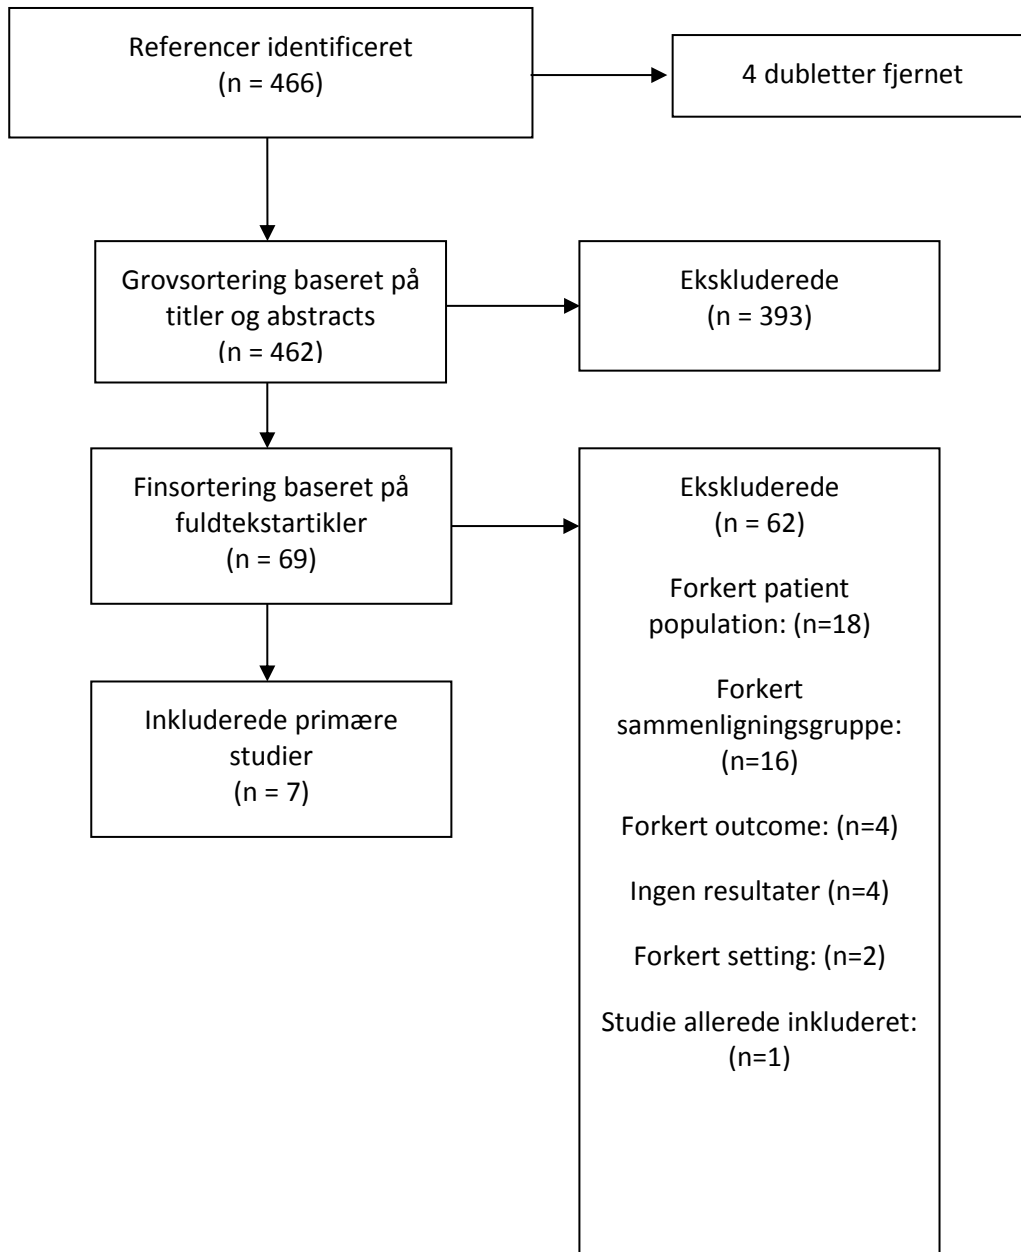 Referencer identificeret
(n = 466)
4 dubletter fjernet
Grovsortering baseret på
titler og abstracts
(n = 462)
Ekskluderede
(n = 393)
Finsortering baseret på
fuldtekstartikler
(n = 69)
Ekskluderede
(n = 62)
Forkert patient
population: (n=18)
Forkert
sammenligningsgruppe:
(n=16)
Forkert outcome: (n=4)
Ingen resultater (n=4)
Forkert setting: (n=2)
Studie allerede inkluderet:
(n=1)
Inkluderede primære
studier
(n = 7)